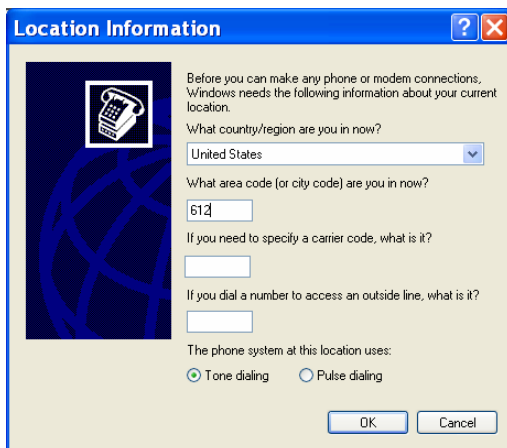 Location Information
Before you can make any phone or modem connections,
Windows needs the following information about your current
location.
What country/region are you in now?
United States
What area code (or city code) are you in now?
612
If you need to specify a carrier code, what is it?
If you dial a number to access an outside line, what is it?
The phone system at this location uses:
Tone dialing Pulse dialing
OK Cancel